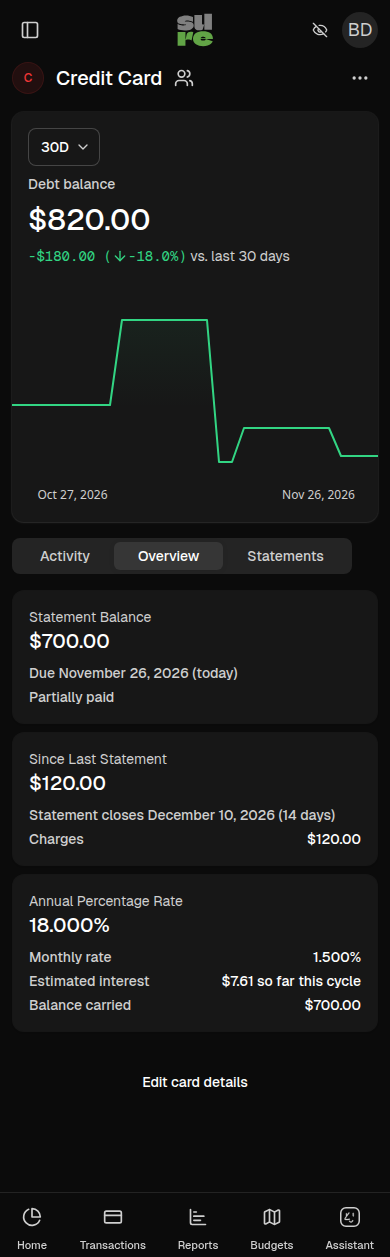 sure
BD
C
Credit Card
30D
Debt balance
$820.00
-$180.00 (↓-18.0%) vs. last 30 days
Oct 27, 2026
Nov 26, 2026
Activity
Overview
Statements
Statement Balance
$700.00
Due November 26, 2026 (today)
Partially paid
Since Last Statement
$120.00
Statement closes December 10, 2026 (14 days)
Charges $120.00
Annual Percentage Rate
18.000%
Monthly rate 1.500%
Estimated interest $7.61 so far this cycle
Balance carried $700.00
Edit card details
Home
Transactions
Reports
Budgets
Assistant